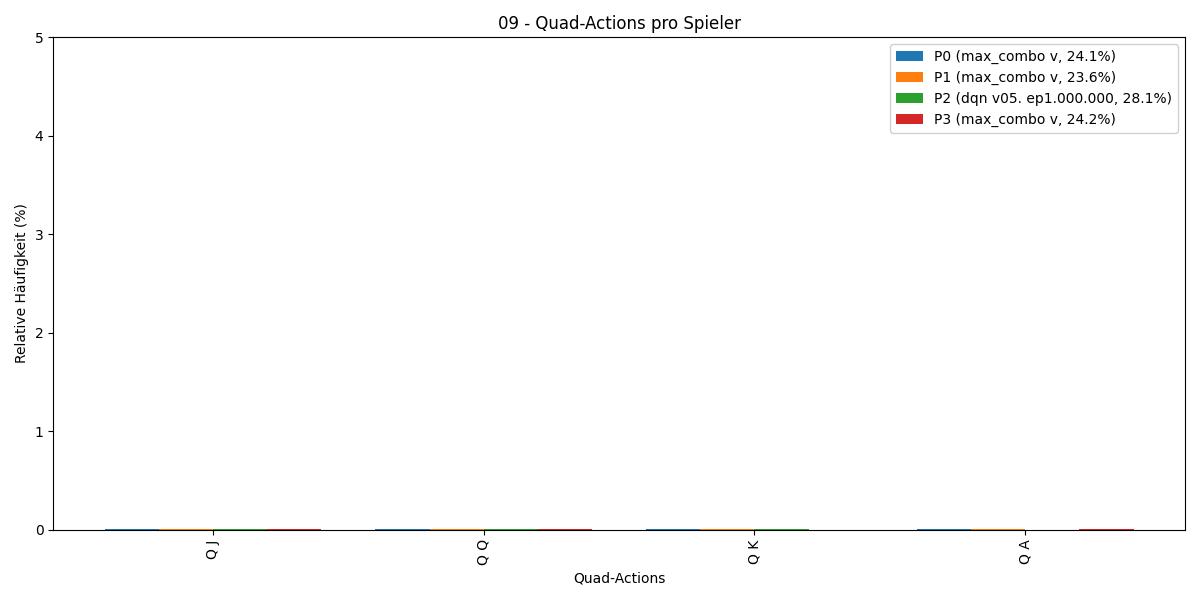 09 - Quad-Actions pro Spieler
P0 (max_combo v, 24.1%)
P1 (max_combo v, 23.6%)
P2 (dqn v05. ep1.000.000, 28.1%)
P3 (max_combo v, 24.2%)
Relative Häufigkeit (%)
5
4
3
2
1
0
Q J
Q Q
Q K
Q A
Quad-Actions